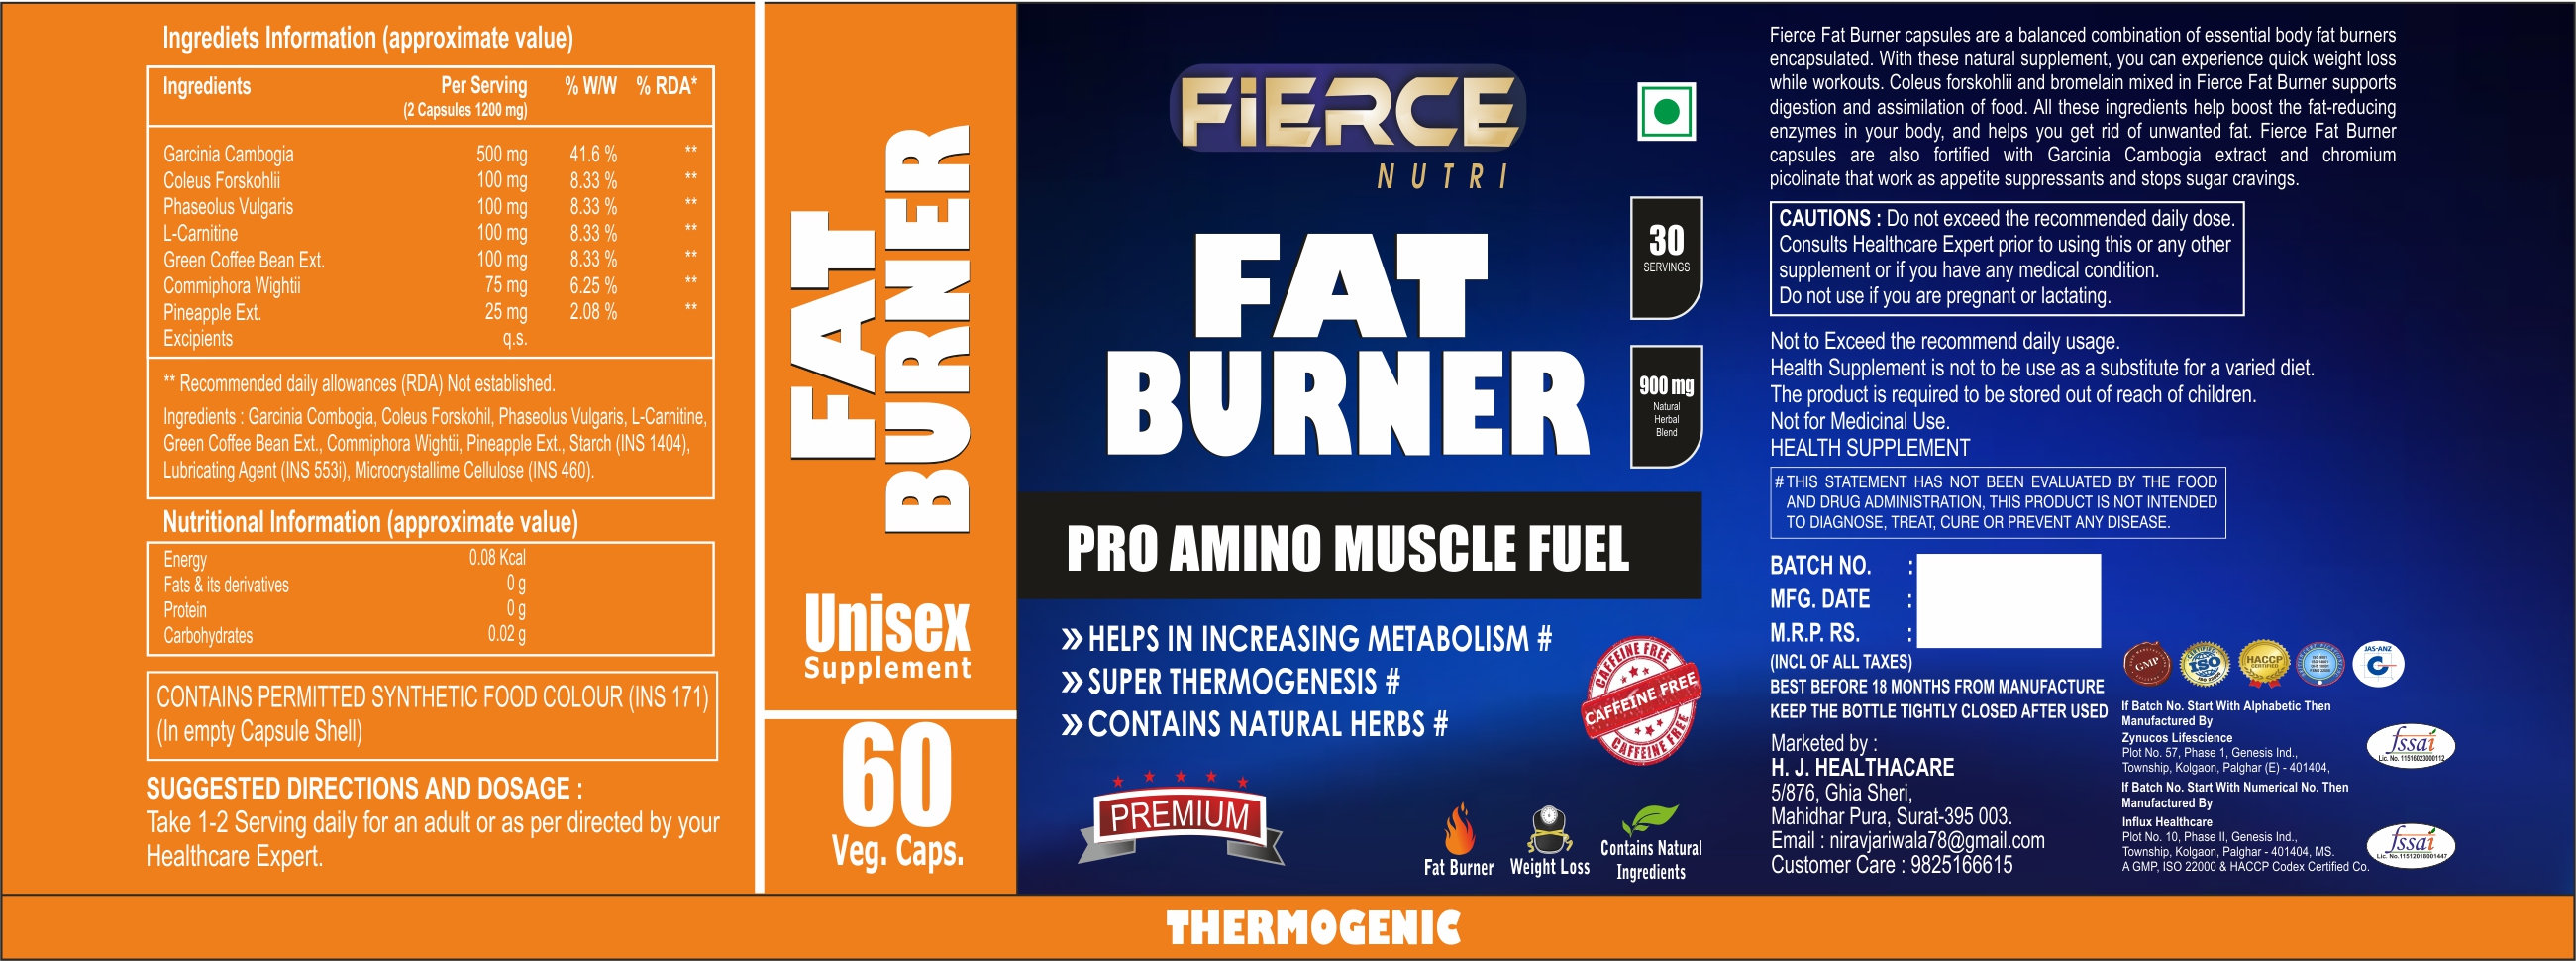 Ingrediets Information (approximate value)
Ingredients Per Serving % W/W % RDA*
(2 Capsules 1200 mg)
Garcinia Cambogia 500 mg 41.6 % **
Coleus Forskohlii 100 mg 8.33 % **
Phaseolus Vulgaris 100 mg 8.33 % **
L-Carnitine 100 mg 8.33 % **
Green Coffee Bean Ext. 100 mg 8.33 % **
Commiphora Wightii 75 mg 6.25 % **
Pineapple Ext. 25 mg 2.08 % **
Excipients q.s.
** Recommended daily allowances (RDA) Not established.
Ingredients : Garcinia Combogia, Coleus Forskohil, Phaseolus Vulgaris, L-Carnitine,
Green Coffee Bean Ext., Commiphora Wightii, Pineapple Ext., Starch (INS 1404),
Lubricating Agent (INS 553i), Microcrystallime Cellulose (INS 460).
Nutritional Information (approximate value)
Energy 0.08 Kcal
Fats & its derivatives 0 g
Protein 0 g
Carbohydrates 0.02 g
CONTAINS PERMITTED SYNTHETIC FOOD COLOUR (INS 171)
(In empty Capsule Shell)
SUGGESTED DIRECTIONS AND DOSAGE :
Take 1-2 Serving daily for an adult or as per directed by your
Healthcare Expert.
FAT
BURNER
Unisex
Supplement
60
Veg. Caps.
FiERCE
NUTRI
FAT
BURNER
30
SERVINGS
900 mg
Natural
Herbal
Blend
PRO AMINO MUSCLE FUEL
» HELPS IN INCREASING METABOLISM #
» SUPER THERMOGENESIS #
» CONTAINS NATURAL HERBS #
CAFFEINE FREE
CAFFEINE FREE
CAFFEINE FREE
PREMIUM
Fat Burner
Weight Loss
Contains Natural
Ingredients
Fierce Fat Burner capsules are a balanced combination of essential body fat burners
encapsulated. With these natural supplement, you can experience quick weight loss
while workouts. Coleus forskohlii and bromelain mixed in Fierce Fat Burner supports
digestion and assimilation of food. All these ingredients help boost the fat-reducing
enzymes in your body, and helps you get rid of unwanted fat. Fierce Fat Burner
capsules are also fortified with Garcinia Cambogia extract and chromium
picolinate that work as appetite suppressants and stops sugar cravings.
CAUTIONS : Do not exceed the recommended daily dose.
Consults Healthcare Expert prior to using this or any other
supplement or if you have any medical condition.
Do not use if you are pregnant or lactating.
Not to Exceed the recommend daily usage.
Health Supplement is not to be use as a substitute for a varied diet.
The product is required to be stored out of reach of children.
Not for Medicinal Use.
HEALTH SUPPLEMENT
# THIS STATEMENT HAS NOT BEEN EVALUATED BY THE FOOD
AND DRUG ADMINISTRATION, THIS PRODUCT IS NOT INTENDED
TO DIAGNOSE, TREAT, CURE OR PREVENT ANY DISEASE.
BATCH NO. :
MFG. DATE :
M.R.P. RS. :
(INCL OF ALL TAXES)
BEST BEFORE 18 MONTHS FROM MANUFACTURE
KEEP THE BOTTLE TIGHTLY CLOSED AFTER USED
Marketed by :
H. J. HEALTHACARE
5/876, Ghia Sheri,
Mahidhar Pura, Surat-395 003.
Email : niravjariwala78@gmail.com
Customer Care : 9825166615
GMP
ISO
HACCP
CERTIFIED
JAS-ANZ
If Batch No. Start With Alphabetic Then
Manufactured By
Zynucos Lifescience
Plot No. 57, Phase 1, Genesis Ind.,
Township, Kolgaon, Palghar (E) - 401404,
fssai
Lic. No. 11516023000112
If Batch No. Start With Numerical No. Then
Manufactured By
Influx Healthcare
Plot No. 10, Phase II, Genesis Ind.,
Township, Kolgaon, Palghar - 401404, MS.
A GMP, ISO 22000 & HACCP Codex Certified Co.
fssai
Lic. No.11512018001447
THERMOGENIC